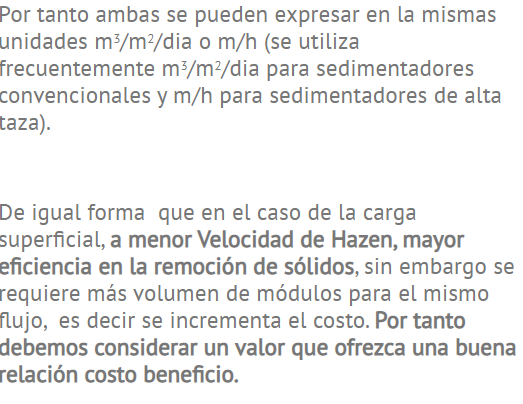 Por tanto ambas se pueden expresar en la mismas
unidades m³/m²/dia o m/h (se utiliza
frecuentemente m³/m²/dia para sedimentadores
convencionales y m/h para sedimentadores de alta
taza).
De igual forma  que en el caso de la carga
superficial, a menor Velocidad de Hazen, mayor
eficiencia en la remoción de sólidos, sin embargo se
requiere más volumen de módulos para el mismo
flujo,  es decir se incrementa el costo. Por tanto
debemos considerar un valor que ofrezca una buena
relación costo beneficio.